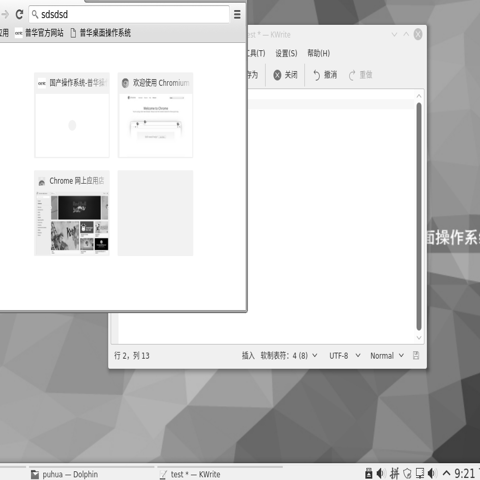 sdsdsd
应用 普华官方网站 普华桌面操作系统
国产操作系统-普华操
欢迎使用 Chromium
Chrome 网上应用店
test * — KWrite
工具(T) 设置(S) 帮助(H)
为 关闭 撤消 重做
面操作系
行 2，列 13 插入 软制表符：4 (8) UTF-8 Normal
puhua — Dolphin test * — KWrite 拼 9:21